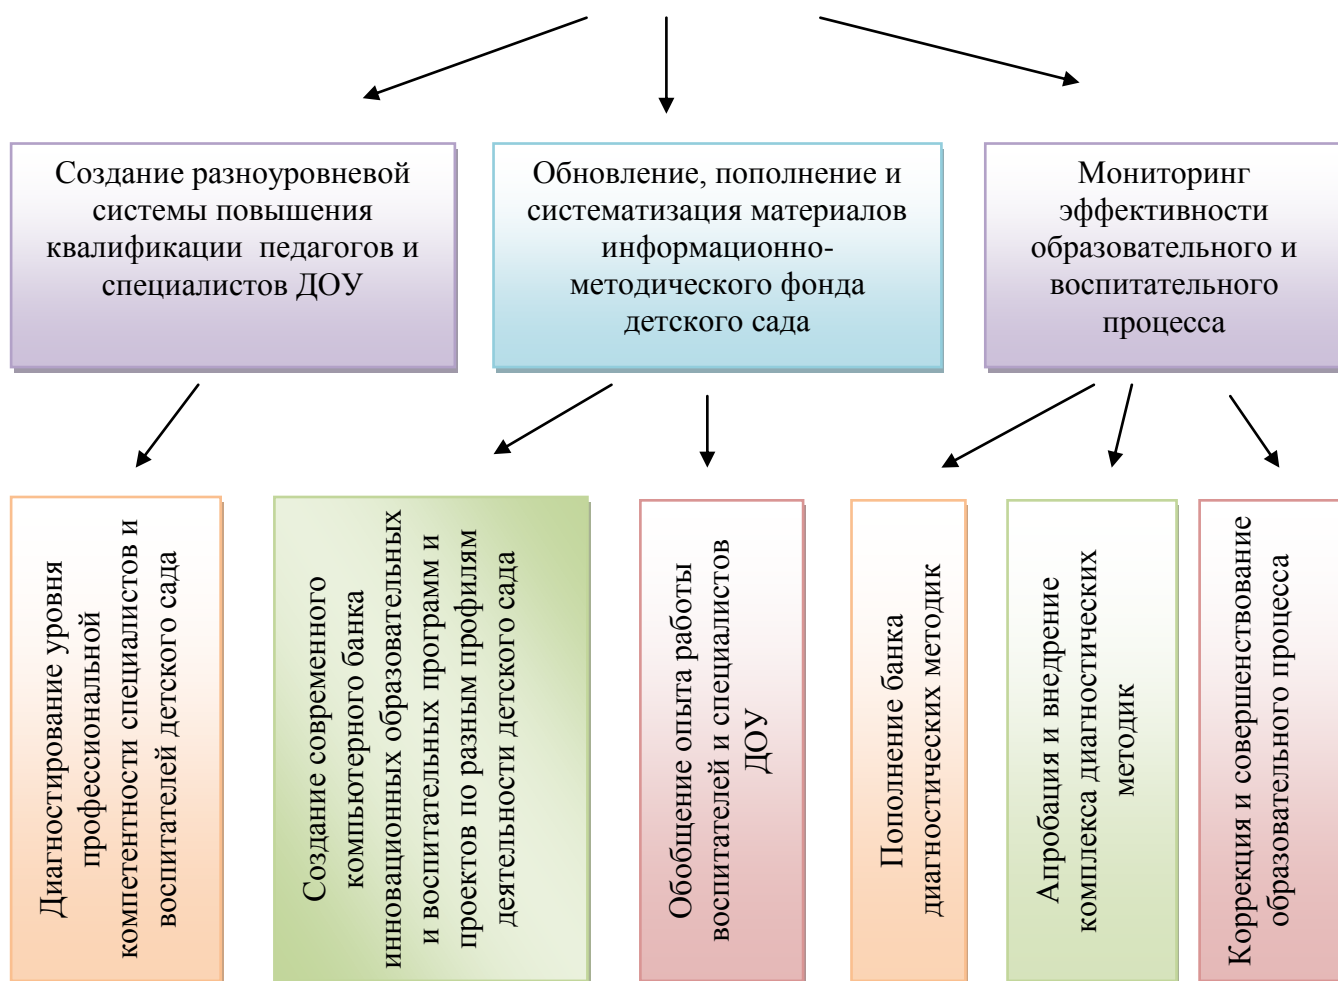 Создание разноуровневой
системы повышения
квалификации  педагогов и
специалистов ДОУ
Обновление, пополнение и
систематизация материалов
информационно-
методического фонда
детского сада
Мониторинг
эффективности
образовательного и
воспитательного
процесса
Диагностирование уровня
профессиональной
компетентности специалистов и
воспитателей детского сада
Создание современного
компьютерного банка
инновационных образовательных
и воспитательных программ и
проектов по разным профилям
деятельности детского сада
Обобщение опыта работы
воспитателей и специалистов
ДОУ
Пополнение банка
диагностических методик
Апробация и внедрение
комплекса диагностических
методик
Коррекция и совершенствование
образовательного процесса